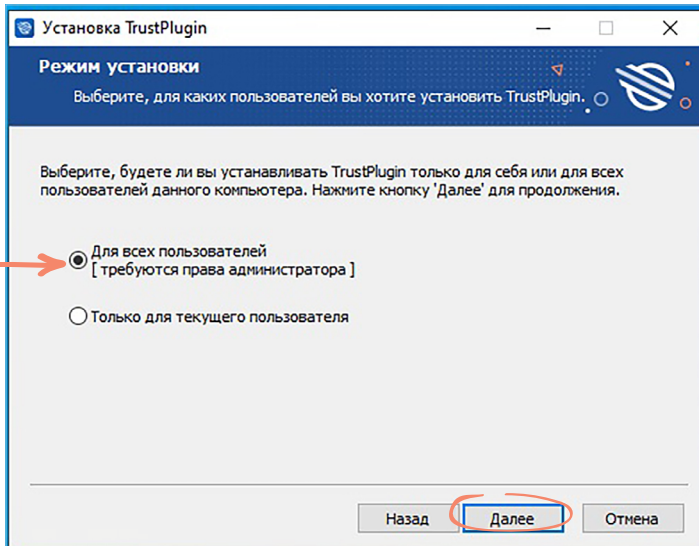 Установка TrustPlugin
Режим установки
Выберите, для каких пользователей вы хотите установить TrustPlugin.
Выберите, будете ли вы устанавливать TrustPlugin только для себя или для всех
пользователей данного компьютера. Нажмите кнопку 'Далее' для продолжения.
Для всех пользователей
[ требуются права администратора ]
Только для текущего пользователя
Назад
Далее
Отмена